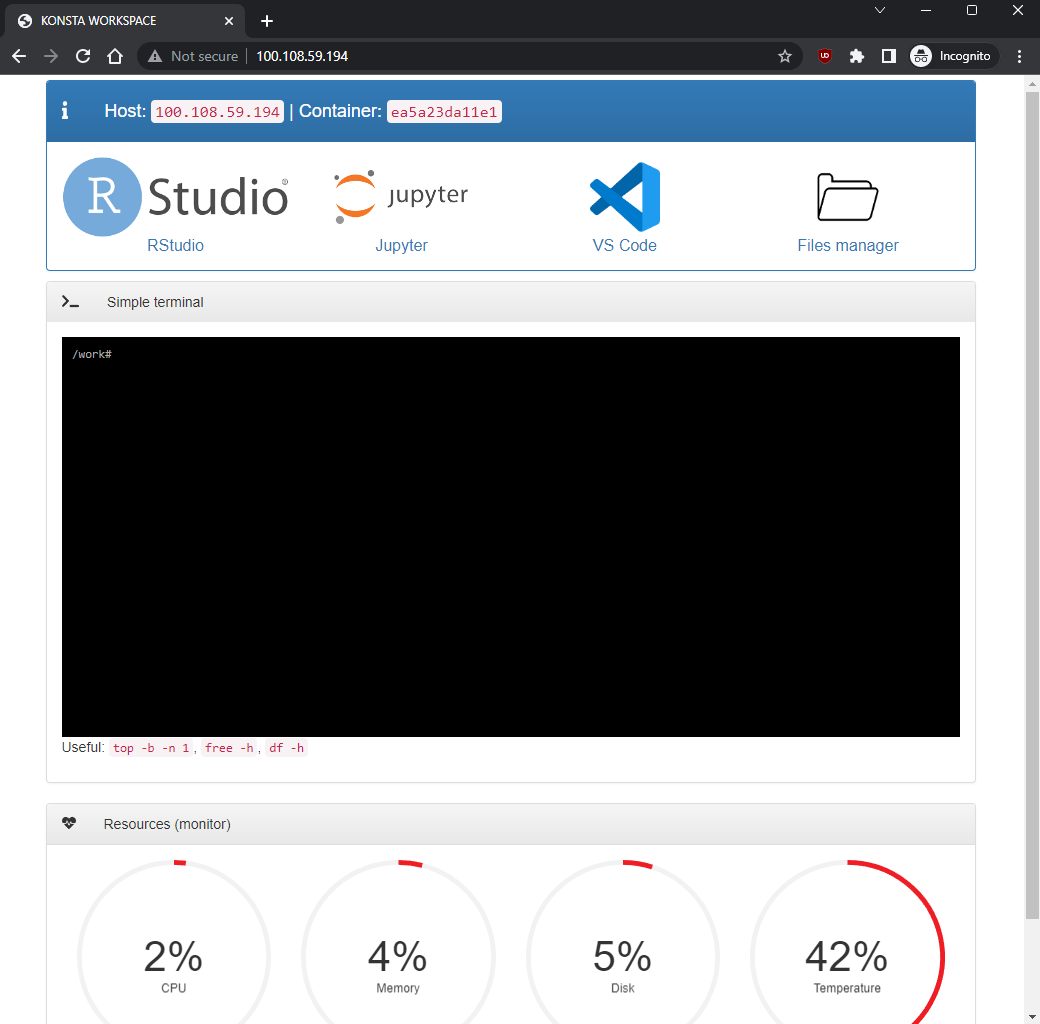 KONSTA WORKSPACE
Not secure 100.108.59.194 Incognito
Host: 100.108.59.194 | Container: ea5a23da11e1
R Studio®
jupyter
RStudio
Jupyter
VS Code
Files manager
Simple terminal
/work#
Useful: top -b -n 1, free -h, df -h
Resources (monitor)
2%
CPU
4%
Memory
5%
Disk
42%
Temperature